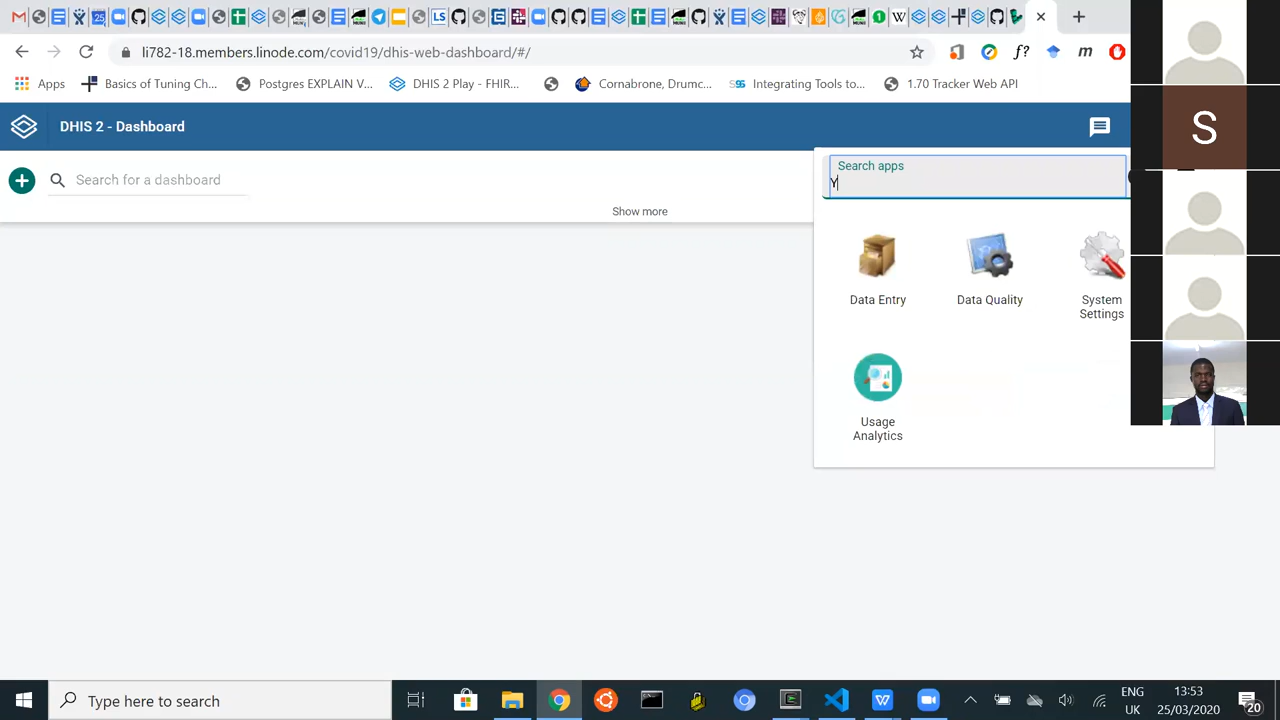 li782-18.members.linode.com/covid19/dhis-web-dashboard/#/
f?
m
Apps
Basics of Tuning Ch...
Postgres EXPLAIN V...
DHIS 2 Play - FHIR...
Cornabrone, Drumc...
Integrating Tools to...
1.70 Tracker Web API
DHIS 2 - Dashboard
Search for a dashboard
Show more
Search apps
Y
Data Entry
Data Quality
System
Settings
Usage
Analytics
S
Type here to search
ENG
UK
13:53
25/03/2020
20